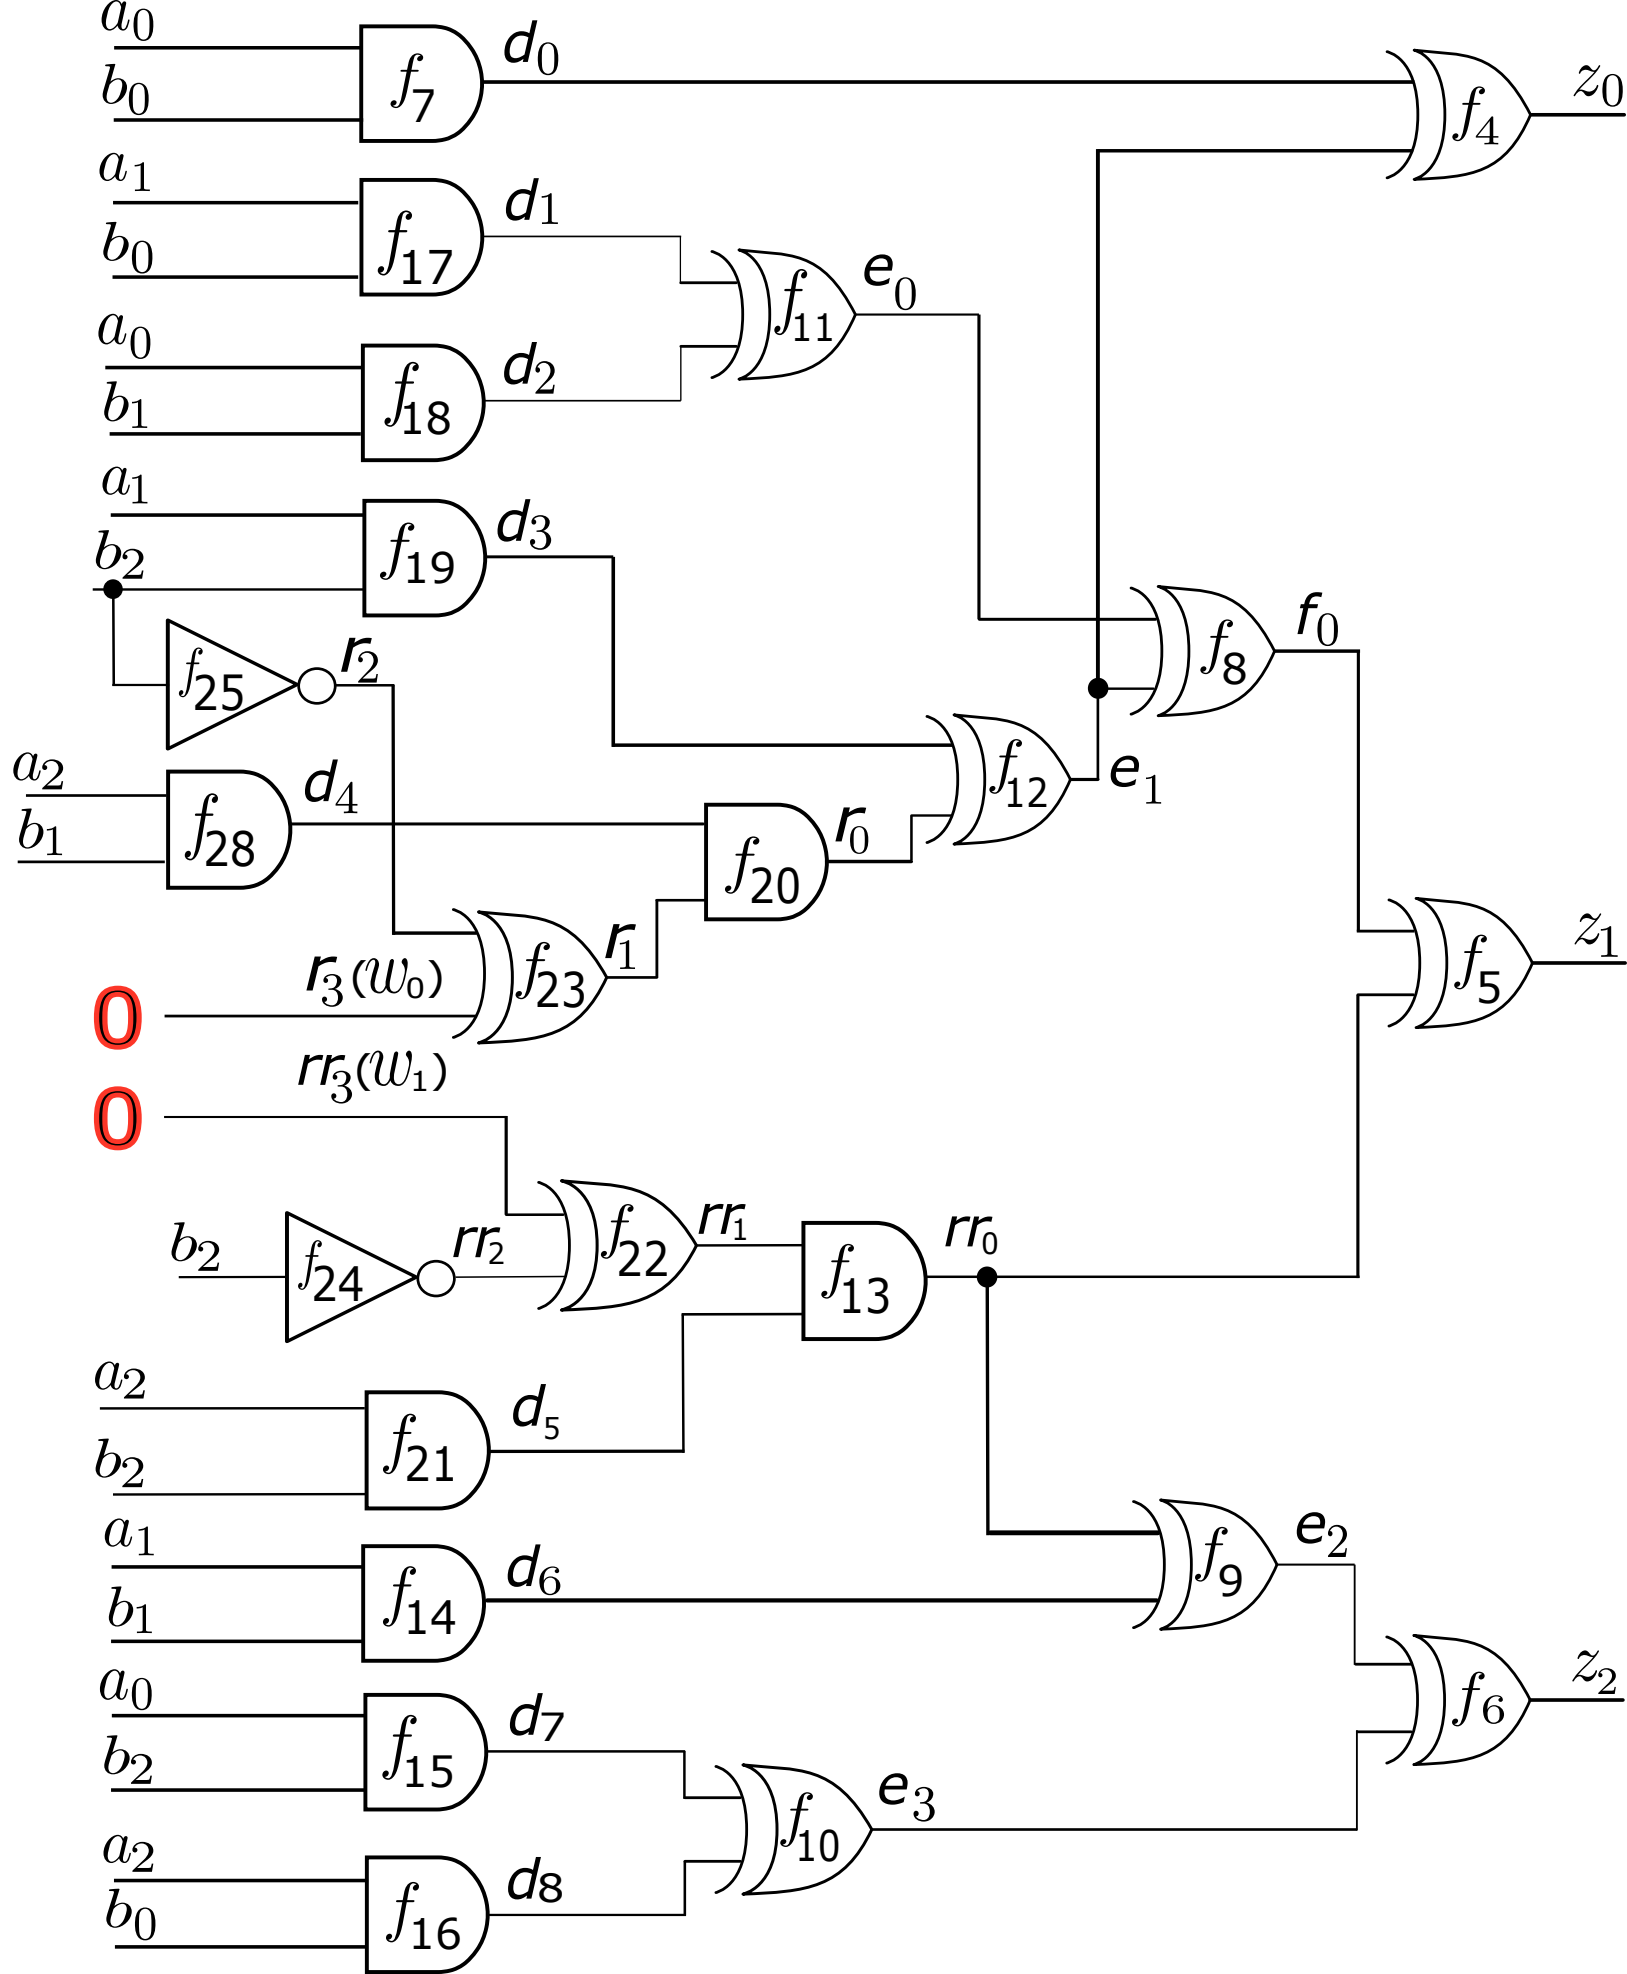 a₀
d₀
b₀
f₇
z₀
f₄
a₁
d₁
b₀
f₁₇
e₀
f₁₁
a₀
d₂
b₁
f₁₈
a₁
d₃
b₂
f₁₉
f₀
f₈
r₂
f₂₅
a₂
d₄
e₁
f₁₂
b₁
f₂₈
r₀
f₂₀
z₁
f₅
r₁
r₃(w₀)
f₂₃
0
rr₃(w₁)
0
b₂
f₂₄
rr₂
f₂₂
rr₁
rr₀
f₁₃
a₂
d₅
b₂
f₂₁
a₁
d₆
e₂
f₉
b₁
f₁₄
a₀
d₇
z₂
f₆
b₂
f₁₅
e₃
f₁₀
a₂
d₈
b₀
f₁₆